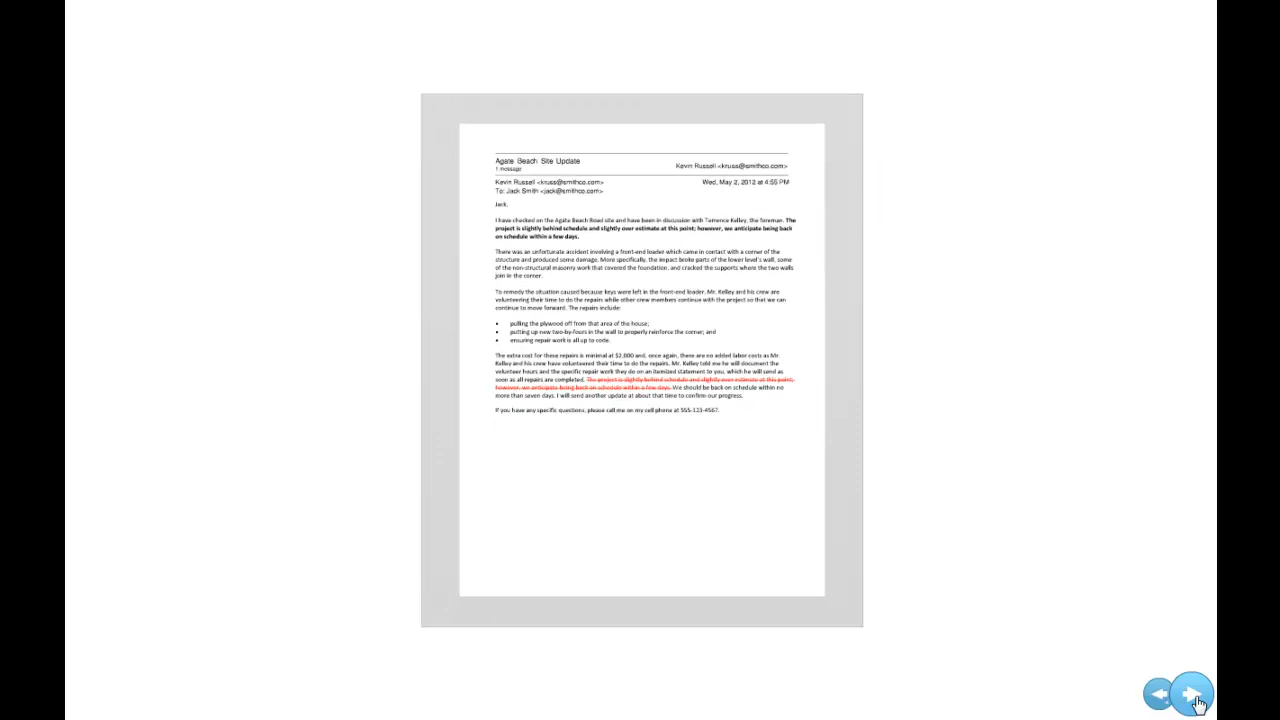 Agate Beach Site Update
1 message
Kevin Russell <kruss@smithco.com>
Kevin Russell <kruss@smithco.com>
Wed, May 2, 2012 at 4:55 PM
To: Jack Smith <jack@smithco.com>
Jack,
I have checked on the Agate Beach Road site and have been in discussion with Terrence Kelley, the foreman. The
project is slightly behind schedule and slightly over estimate at this point; however, we anticipate being back
on schedule within a few days.
There was an unfortunate accident involving a front-end loader which came in contact with a corner of the
structure and produced some damage. More specifically, the impact broke parts of the lower level's wall, some
of the non-structural masonry work that covered the foundation, and cracked the supports where the two walls
join in the corner.
To remedy the situation caused because keys were left in the front-end loader, Mr. Kelley and his crew are
volunteering their time to do the repairs while other crew members continue with the project so that we can
continue to move forward. The repairs include:
• pulling the plywood off from that area of the house;
• putting up new two-by-fours in the wall to properly reinforce the corner; and
• ensuring repair work is all up to code.
The extra cost for these repairs is minimal at $2,000 and, once again, there are no added labor costs as Mr.
Kelley and his crew have volunteered their time to do the repairs. Mr. Kelley told me he will document the
volunteer hours and the specific repair work they do on an itemized statement to you, which he will send as
soon as all repairs are completed. The project is slightly behind schedule and slightly over estimate at this point;
however, we anticipate being back on schedule within a few days. We should be back on schedule within no
more than seven days. I will send another update at about that time to confirm our progress.
If you have any specific questions, please call me on my cell phone at 555-123-4567.